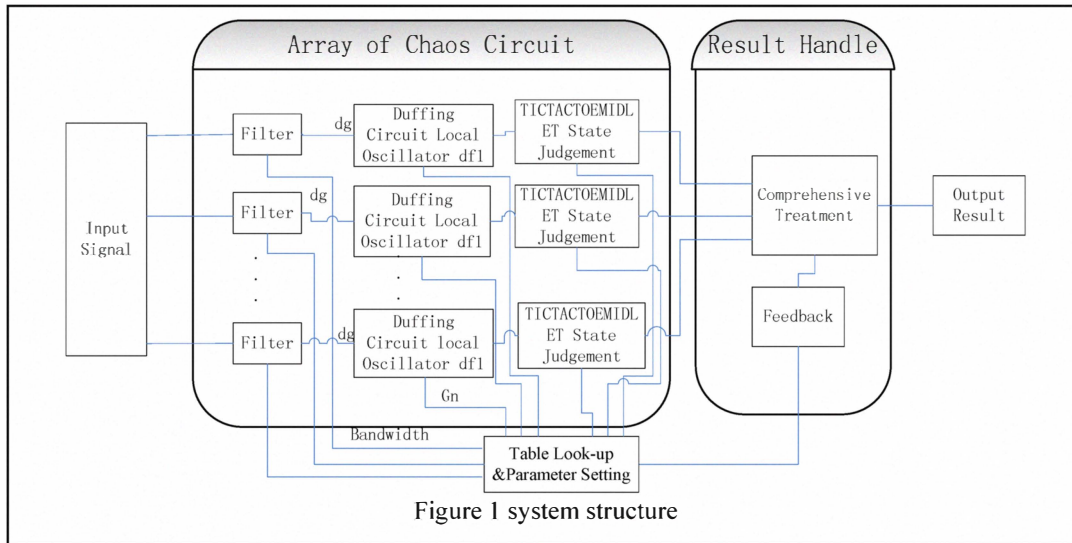 Array of Chaos Circuit
Result Handle
Input
Signal
Filter
dg
Duffing
Circuit Local
Oscillator df1
TICTACTOEMIDL
ET State
Judgement
Filter
dg
Duffing
Circuit Local
Oscillator df1
TICTACTOEMIDL
ET State
Judgement
.
.
.
.
.
.
Filter
dg
Duffing
Circuit local
Oscillator df1
TICTACTOEMIDL
ET State
Judgement
Gn
Bandwidth
Table Look-up
&Parameter Setting
Comprehensive
Treatment
Feedback
Output
Result
Figure 1 system structure